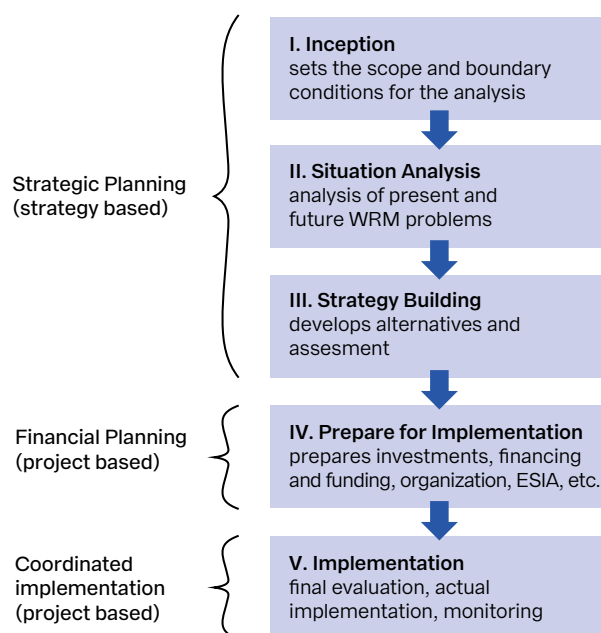 I. Inception
sets the scope and boundary
conditions for the analysis
Strategic Planning
(strategy based)
II. Situation Analysis
analysis of present and
future WRM problems
III. Strategy Building
develops alternatives and
assesment
Financial Planning
(project based)
IV. Prepare for Implementation
prepares investments, financing
and funding, organization, ESIA, etc.
Coordinated
implementation
(project based)
V. Implementation
final evaluation, actual
implementation, monitoring